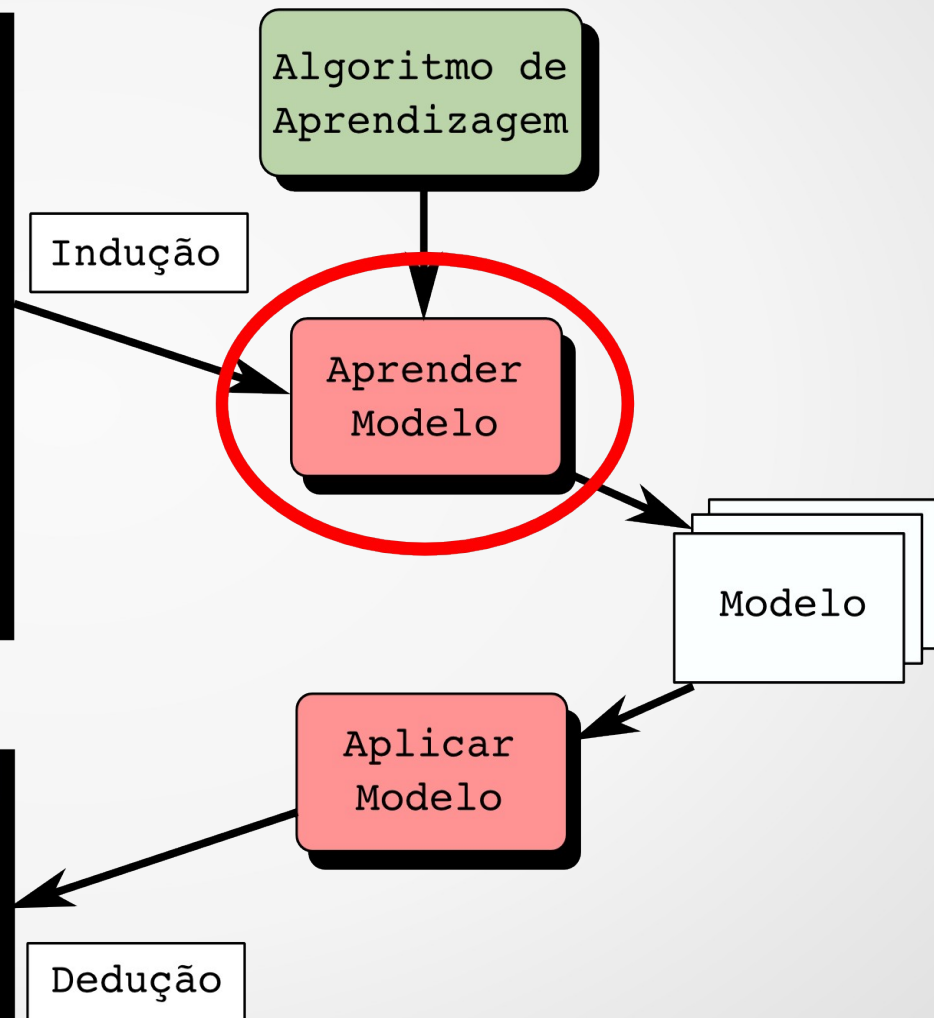 Algoritmo de
Aprendizagem
Indução
Aprender
Modelo
Modelo
Aplicar
Modelo
Dedução